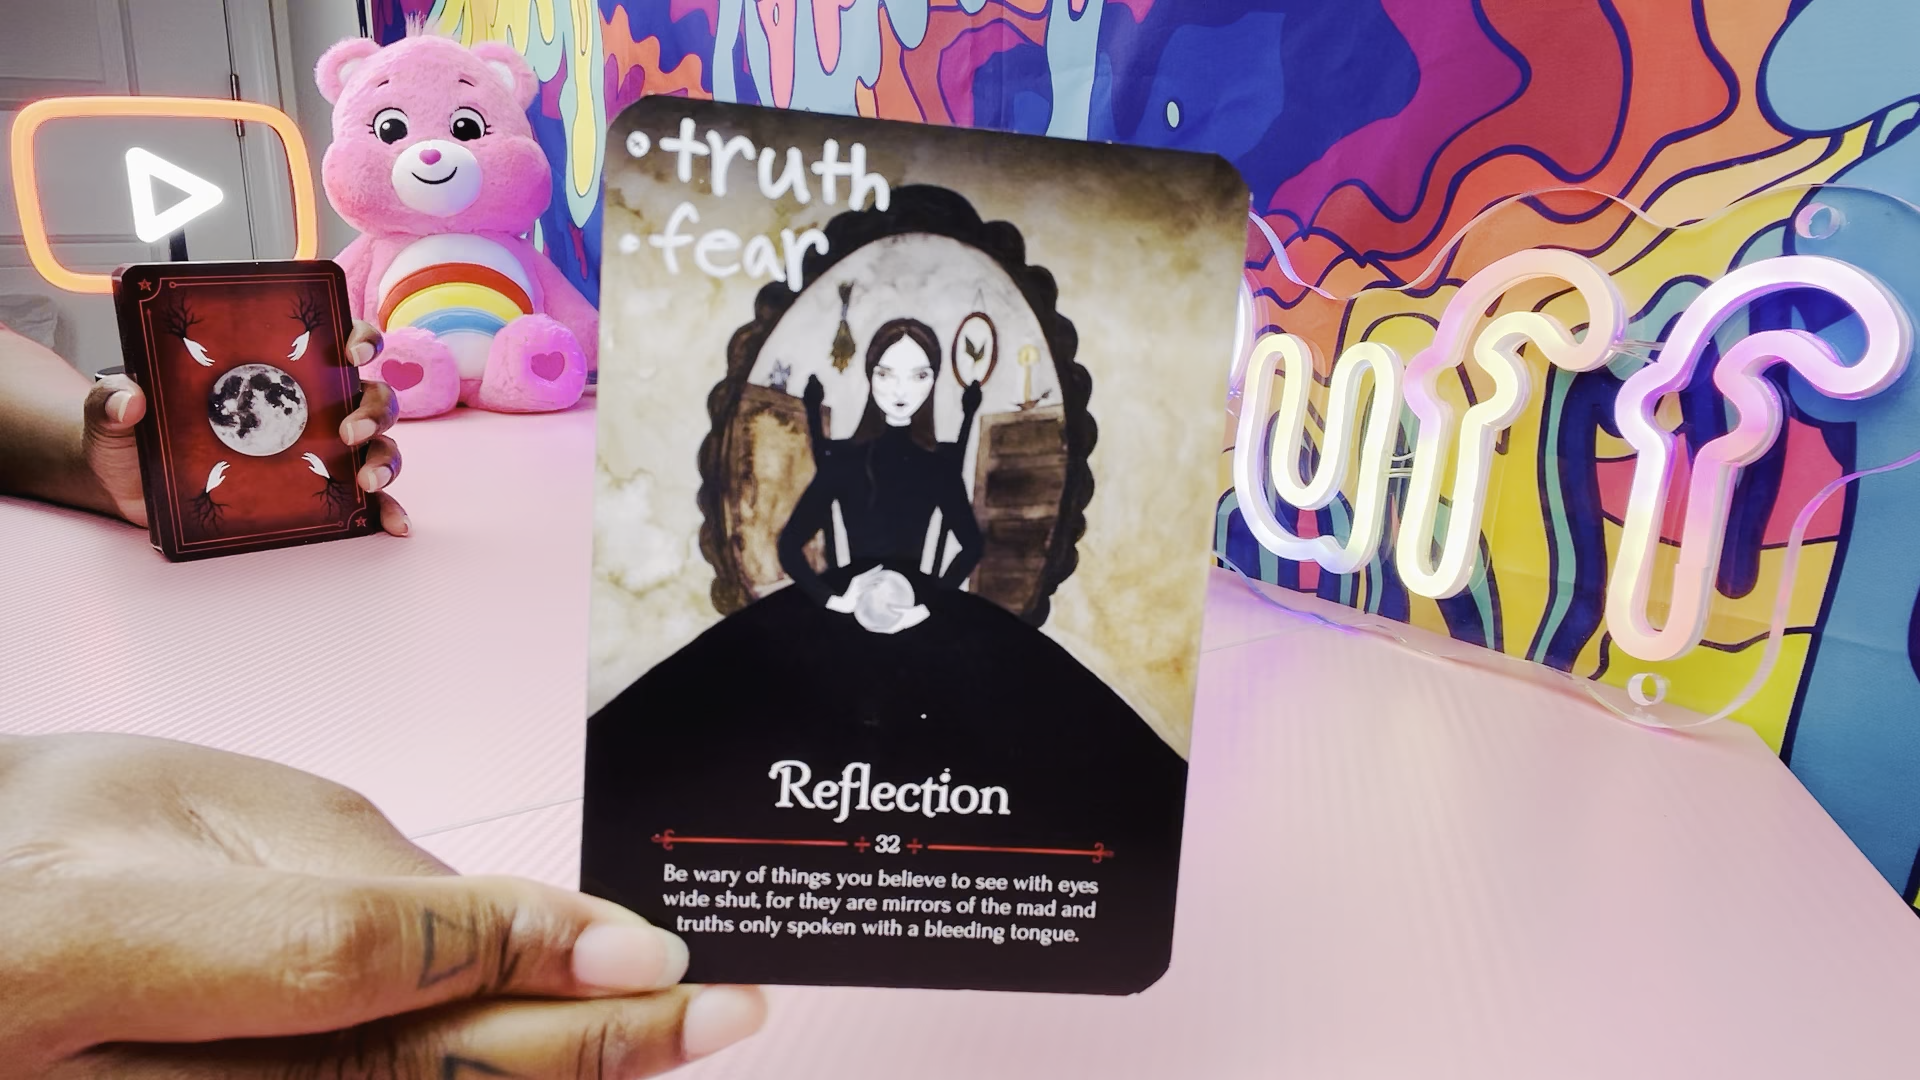 • truth
• fear
Reflection
32
Be wary of things you believe to see with eyes
wide shut, for they are mirrors of the mad and
truths only spoken with a bleeding tongue.